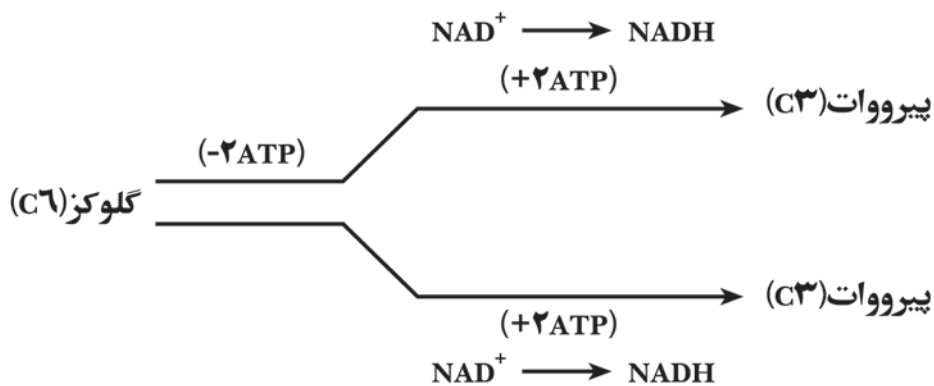 NAD⁺ → NADH
(+۲ATP)
پیرووات(C۳)
(-۲ATP)
گلوکز(C۶)
پیرووات(C۳)
(+۲ATP)
NAD⁺ → NADH